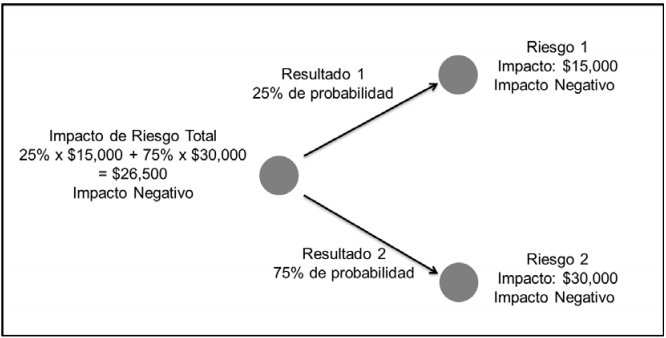 Impacto de Riesgo Total
25% x $15,000 + 75% x $30,000
= $26,500
Impacto Negativo
Resultado 1
25% de probabilidad
Riesgo 1
Impacto: $15,000
Impacto Negativo
Resultado 2
75% de probabilidad
Riesgo 2
Impacto: $30,000
Impacto Negativo